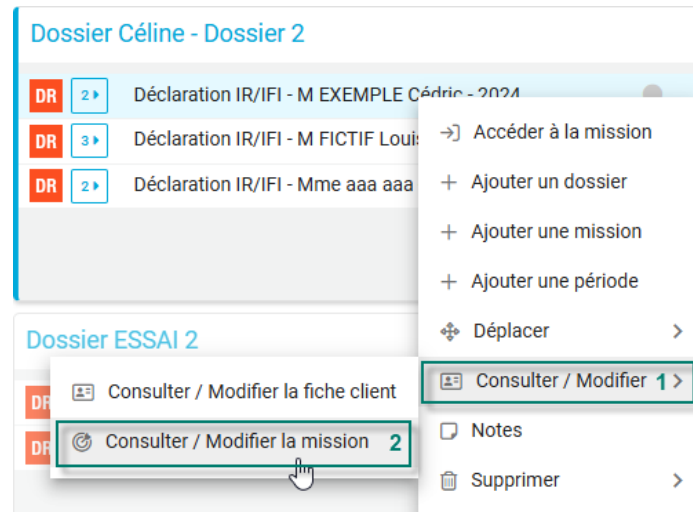 Dossier Céline - Dossier 2
DR 2 Déclaration IR/IFI - M EXEMPLE Cédric - 2024
DR 3 Déclaration IR/IFI - M FICTIF Louis
DR 2 Déclaration IR/IFI - Mme aaa aaa
Accéder à la mission
Ajouter un dossier
Ajouter une mission
Ajouter une période
Déplacer
Consulter / Modifier 1
Notes
Supprimer
Dossier ESSAI 2
DR
DR
Consulter / Modifier la fiche client
Consulter / Modifier la mission 2